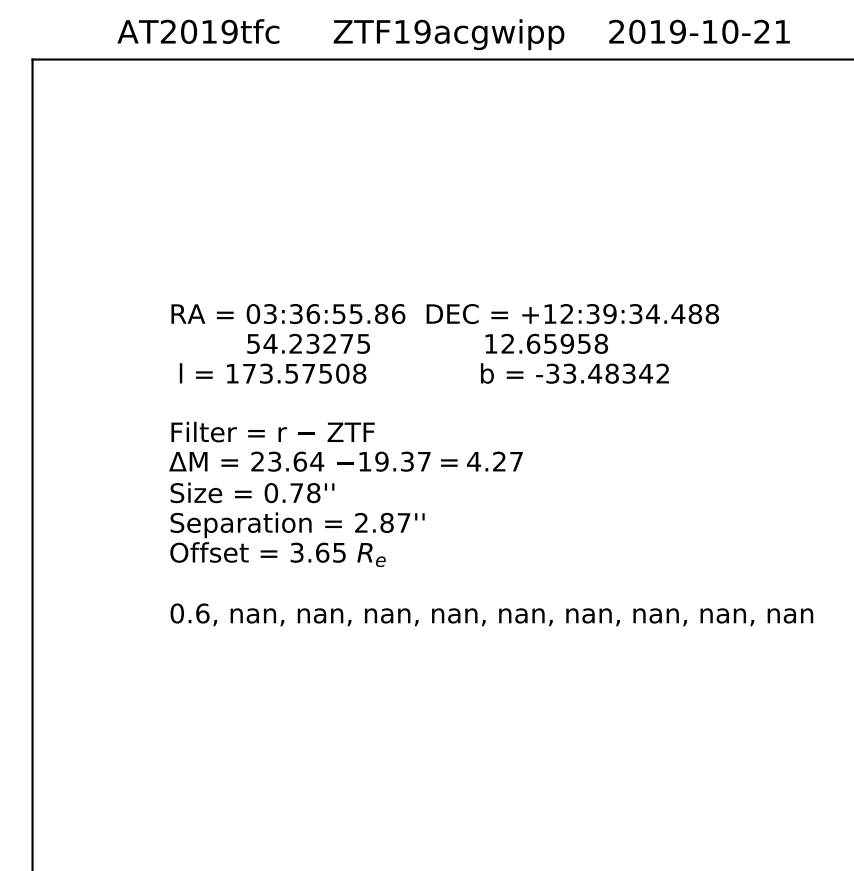 AT2019tfc ZTF19acgwipp 2019-10-21
RA = 03:36:55.86 DEC = +12:39:34.488
54.23275 12.65958
l = 173.57508 b = -33.48342
Filter = r − ZTF
ΔM = 23.64 −19.37 = 4.27
Size = 0.78''
Separation = 2.87''
Offset = 3.65 Rₑ
0.6, nan, nan, nan, nan, nan, nan, nan, nan, nan